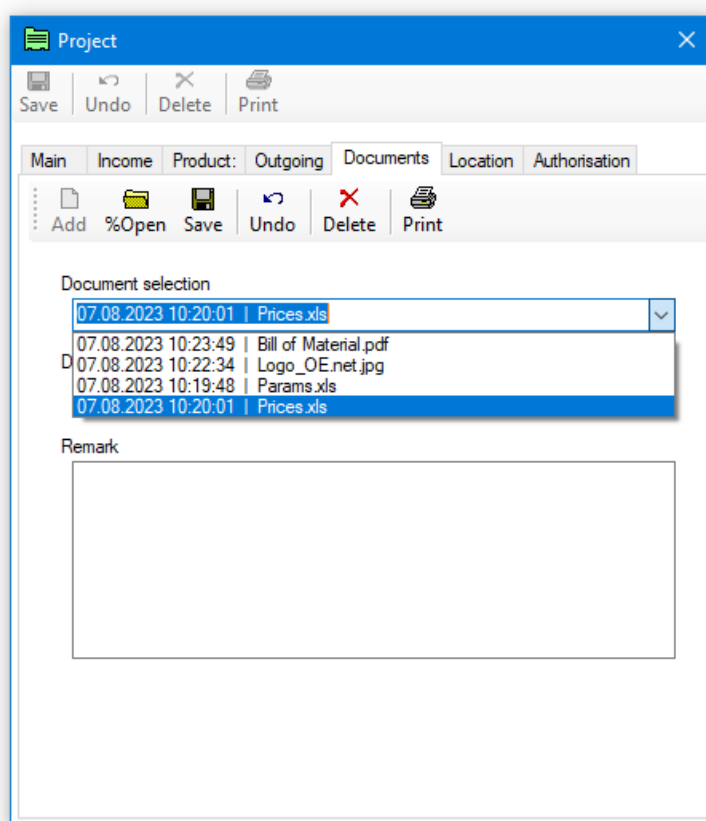 Project
Save Undo Delete Print
Main Income Product: Outgoing Documents Location Authorisation
Add %Open Save Undo Delete Print
Document selection
07.08.2023 10:20:01 | Prices.xls
07.08.2023 10:23:49 | Bill of Material.pdf
D 07.08.2023 10:22:34 | Logo_OE.net.jpg
07.08.2023 10:19:48 | Params.xls
07.08.2023 10:20:01 | Prices.xls
Remark